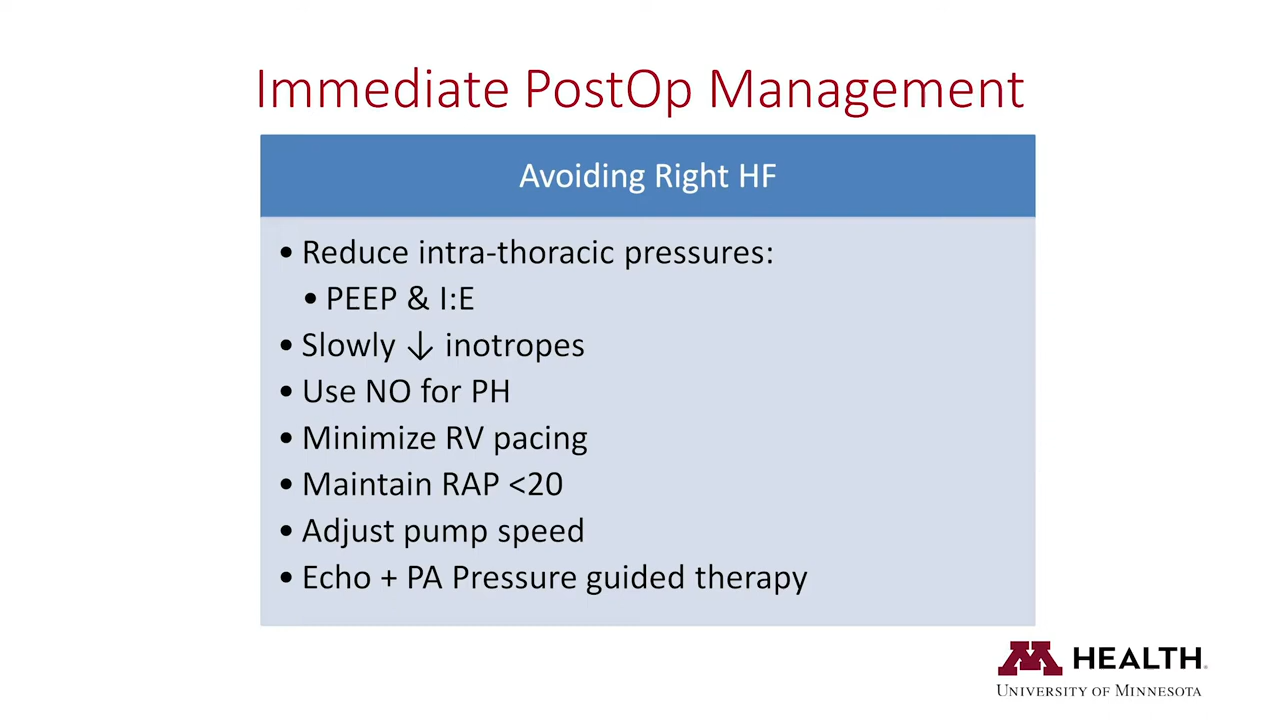 Immediate PostOp Management
Avoiding Right HF
• Reduce intra-thoracic pressures:
• PEEP & I:E
• Slowly ↓ inotropes
• Use NO for PH
• Minimize RV pacing
• Maintain RAP <20
• Adjust pump speed
• Echo + PA Pressure guided therapy
M HEALTH®
UNIVERSITY OF MINNESOTA